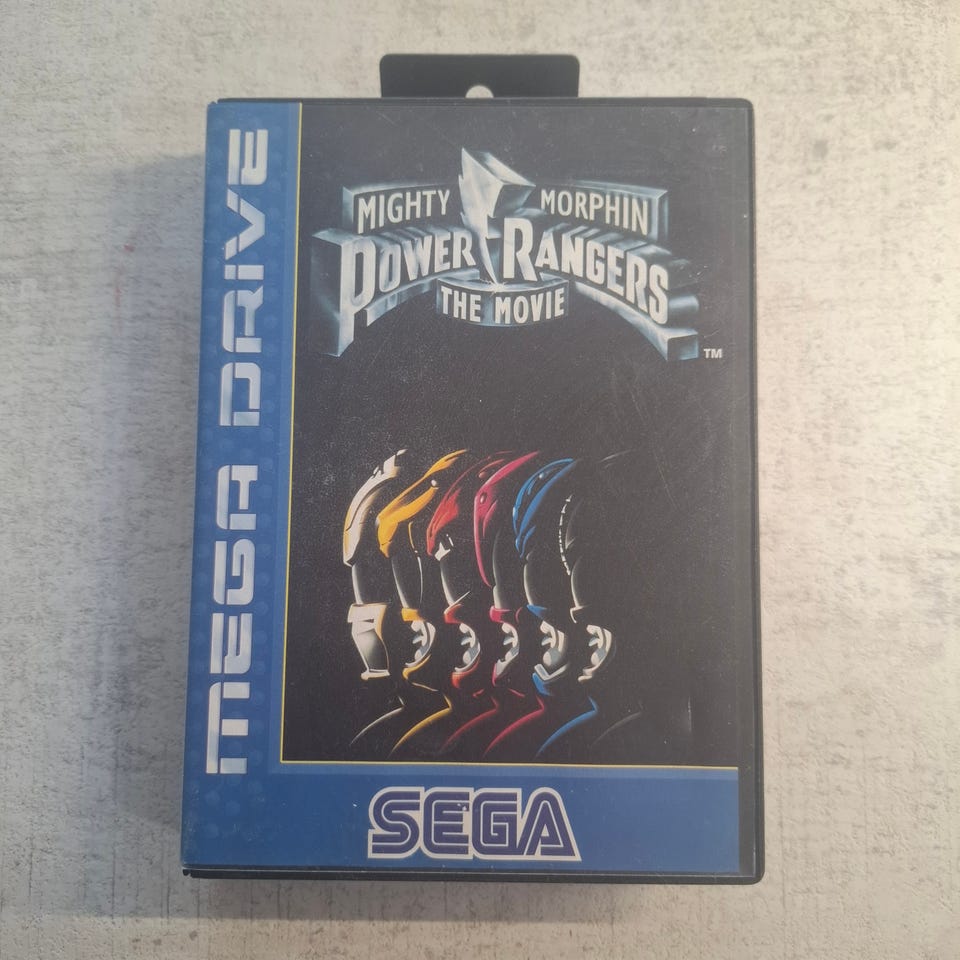 MIGHTY MORPHIN
POWER RANGERS
THE MOVIE
TM
MEGA DRIVE
SEGA